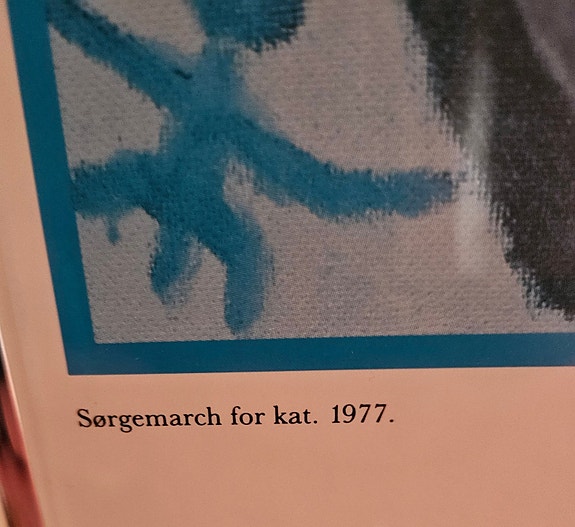 Sørgemarch for kat. 1977.